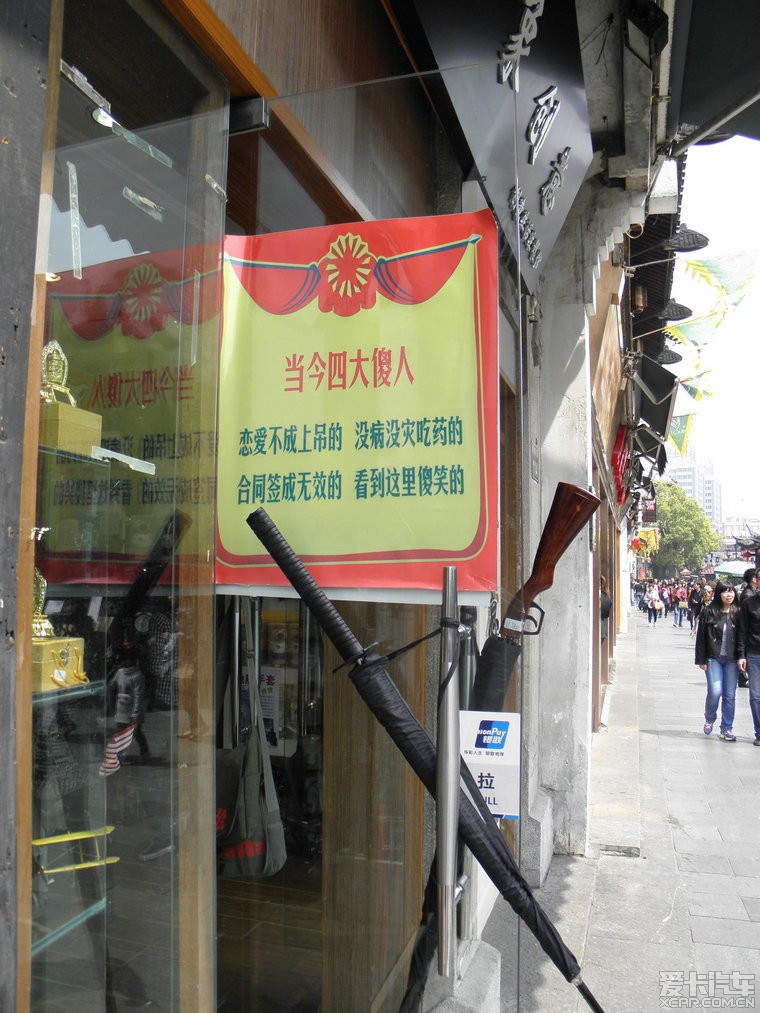 当今四大傻人
恋爱不成上吊的 没病没灾吃药的
合同签成无效的 看到这里傻笑的
UnionPay
银联
拉
PULL
爱卡汽车
XCAR.COM.CN